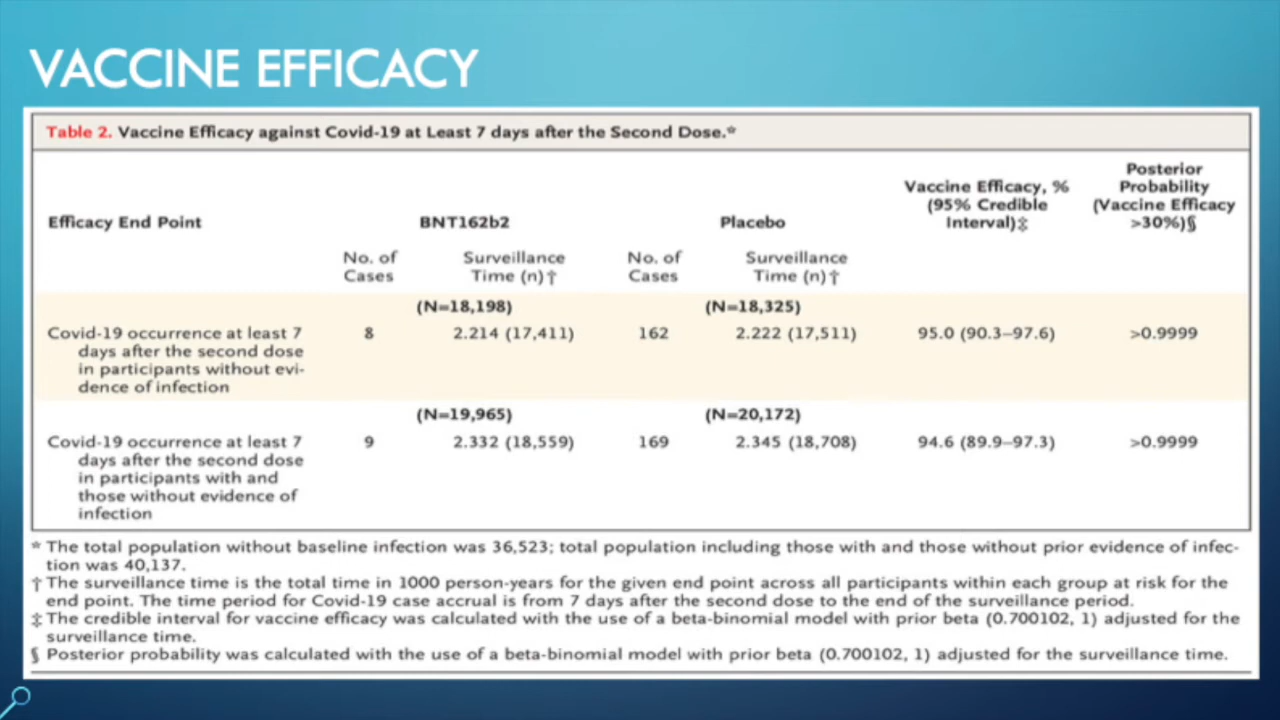 VACCINE EFFICACY
Table 2. Vaccine Efficacy against Covid-19 at Least 7 days after the Second Dose.*
Efficacy End Point BNT162b2 Placebo Vaccine Efficacy, % (95% Credible Interval)‡ Posterior Probability (Vaccine Efficacy >30%)§
No. of Cases Surveillance Time (n)† No. of Cases Surveillance Time (n)†
(N=18,198) (N=18,325)
Covid-19 occurrence at least 7 8 2.214 (17,411) 162 2.222 (17,511) 95.0 (90.3–97.6) >0.9999
days after the second dose
in participants without evi-
dence of infection
(N=19,965) (N=20,172)
Covid-19 occurrence at least 7 9 2.332 (18,559) 169 2.345 (18,708) 94.6 (89.9–97.3) >0.9999
days after the second dose
in participants with and
those without evidence of
infection
* The total population without baseline infection was 36,523; total population including those with and those without prior evidence of infec-
tion was 40,137.
† The surveillance time is the total time in 1000 person-years for the given end point across all participants within each group at risk for the
end point. The time period for Covid-19 case accrual is from 7 days after the second dose to the end of the surveillance period.
‡ The credible interval for vaccine efficacy was calculated with the use of a beta-binomial model with prior beta (0.700102, 1) adjusted for the
surveillance time.
§ Posterior probability was calculated with the use of a beta-binomial model with prior beta (0.700102, 1) adjusted for the surveillance time.